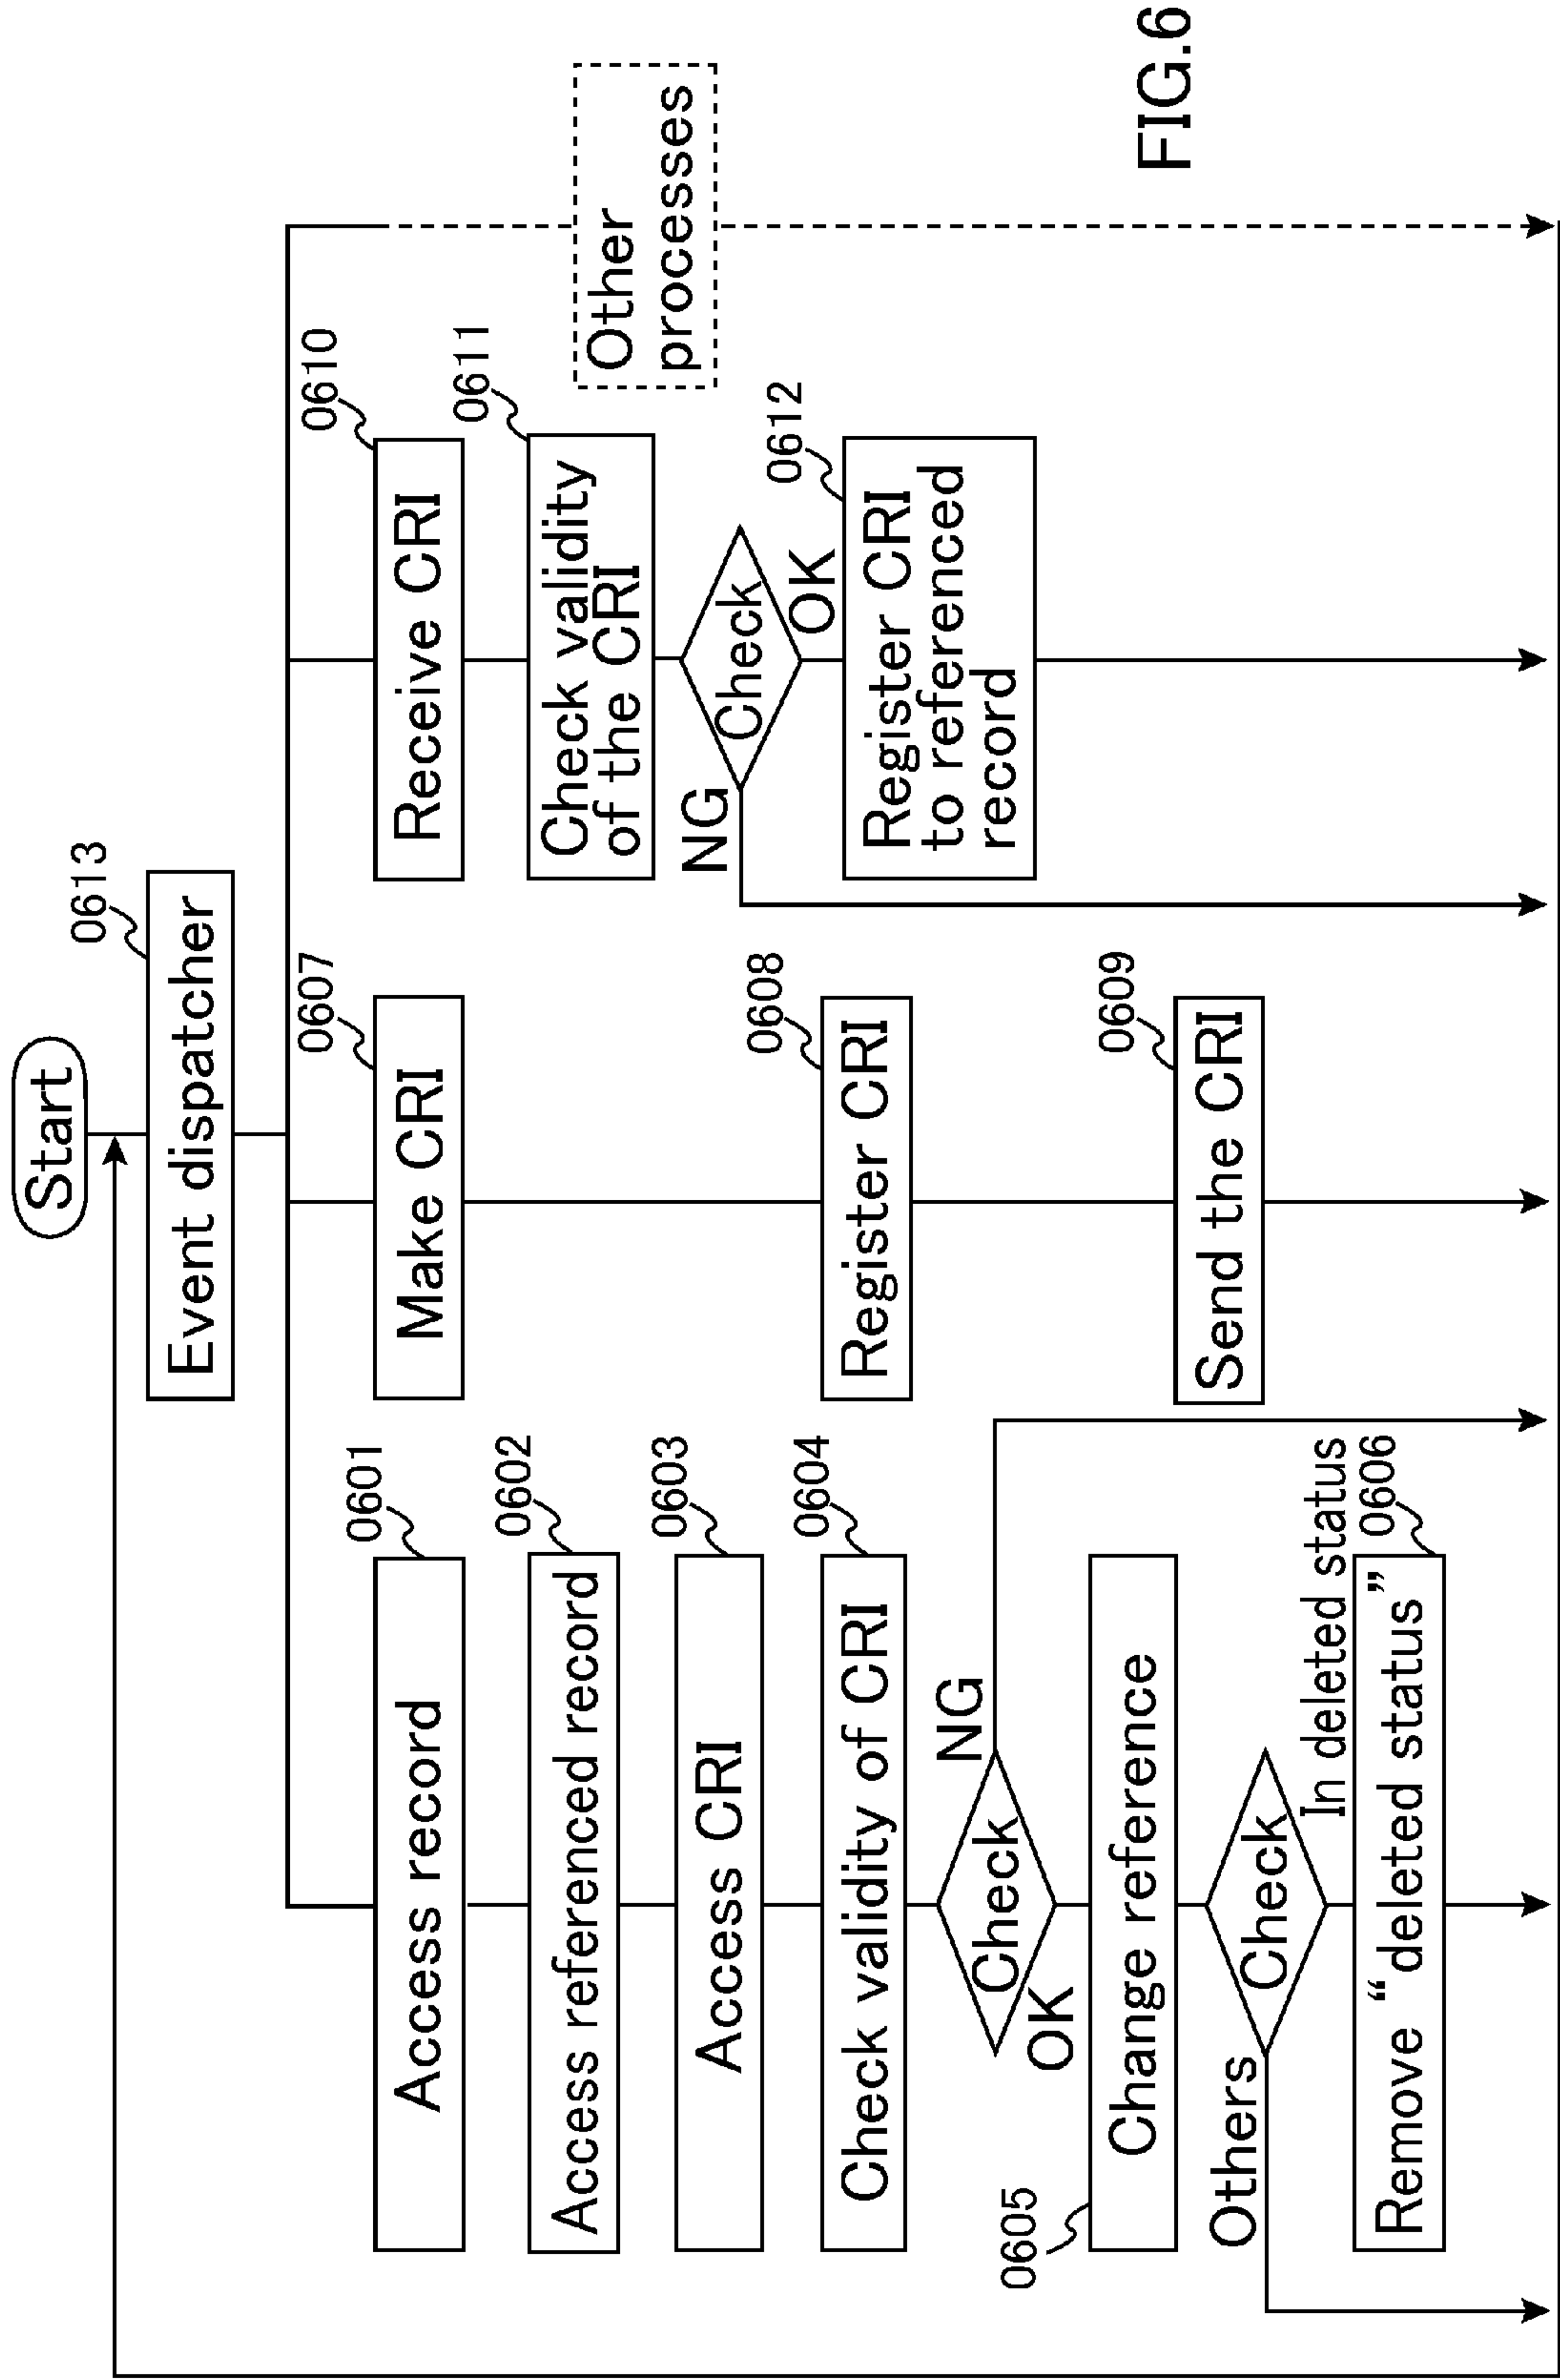 Start
0613
Event dispatcher
0601
Access record
0602
Access referenced record
0603
Access CRI
0604
Check validity of CRI
Check
NG
OK
0605
Change reference
Check
Others
In deleted status
0606
Remove “deleted status”
0607
Make CRI
0608
Register CRI
0609
Send the CRI
0610
Receive CRI
0611
Check validity
of the CRI
Check
NG
OK
0612
Register CRI
to referenced
record
Other
processes
FIG.6